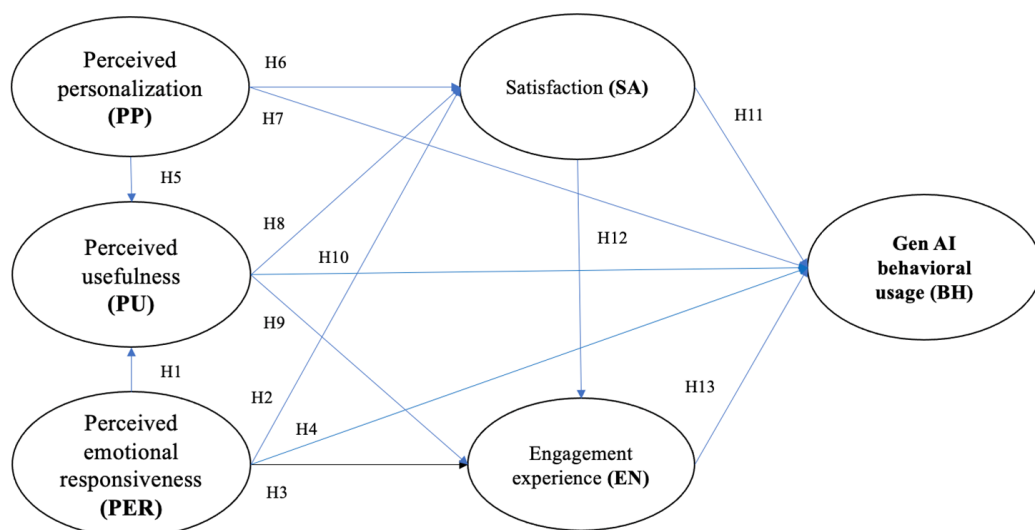 Perceived
personalization
(PP)
H6
H7
Satisfaction (SA)
H11
H5
Perceived
usefulness
(PU)
H8
H10
H9
H12
Gen AI
behavioral
usage (BH)
H1
Perceived
emotional
responsiveness
(PER)
H2
H4
H3
Engagement
experience (EN)
H13